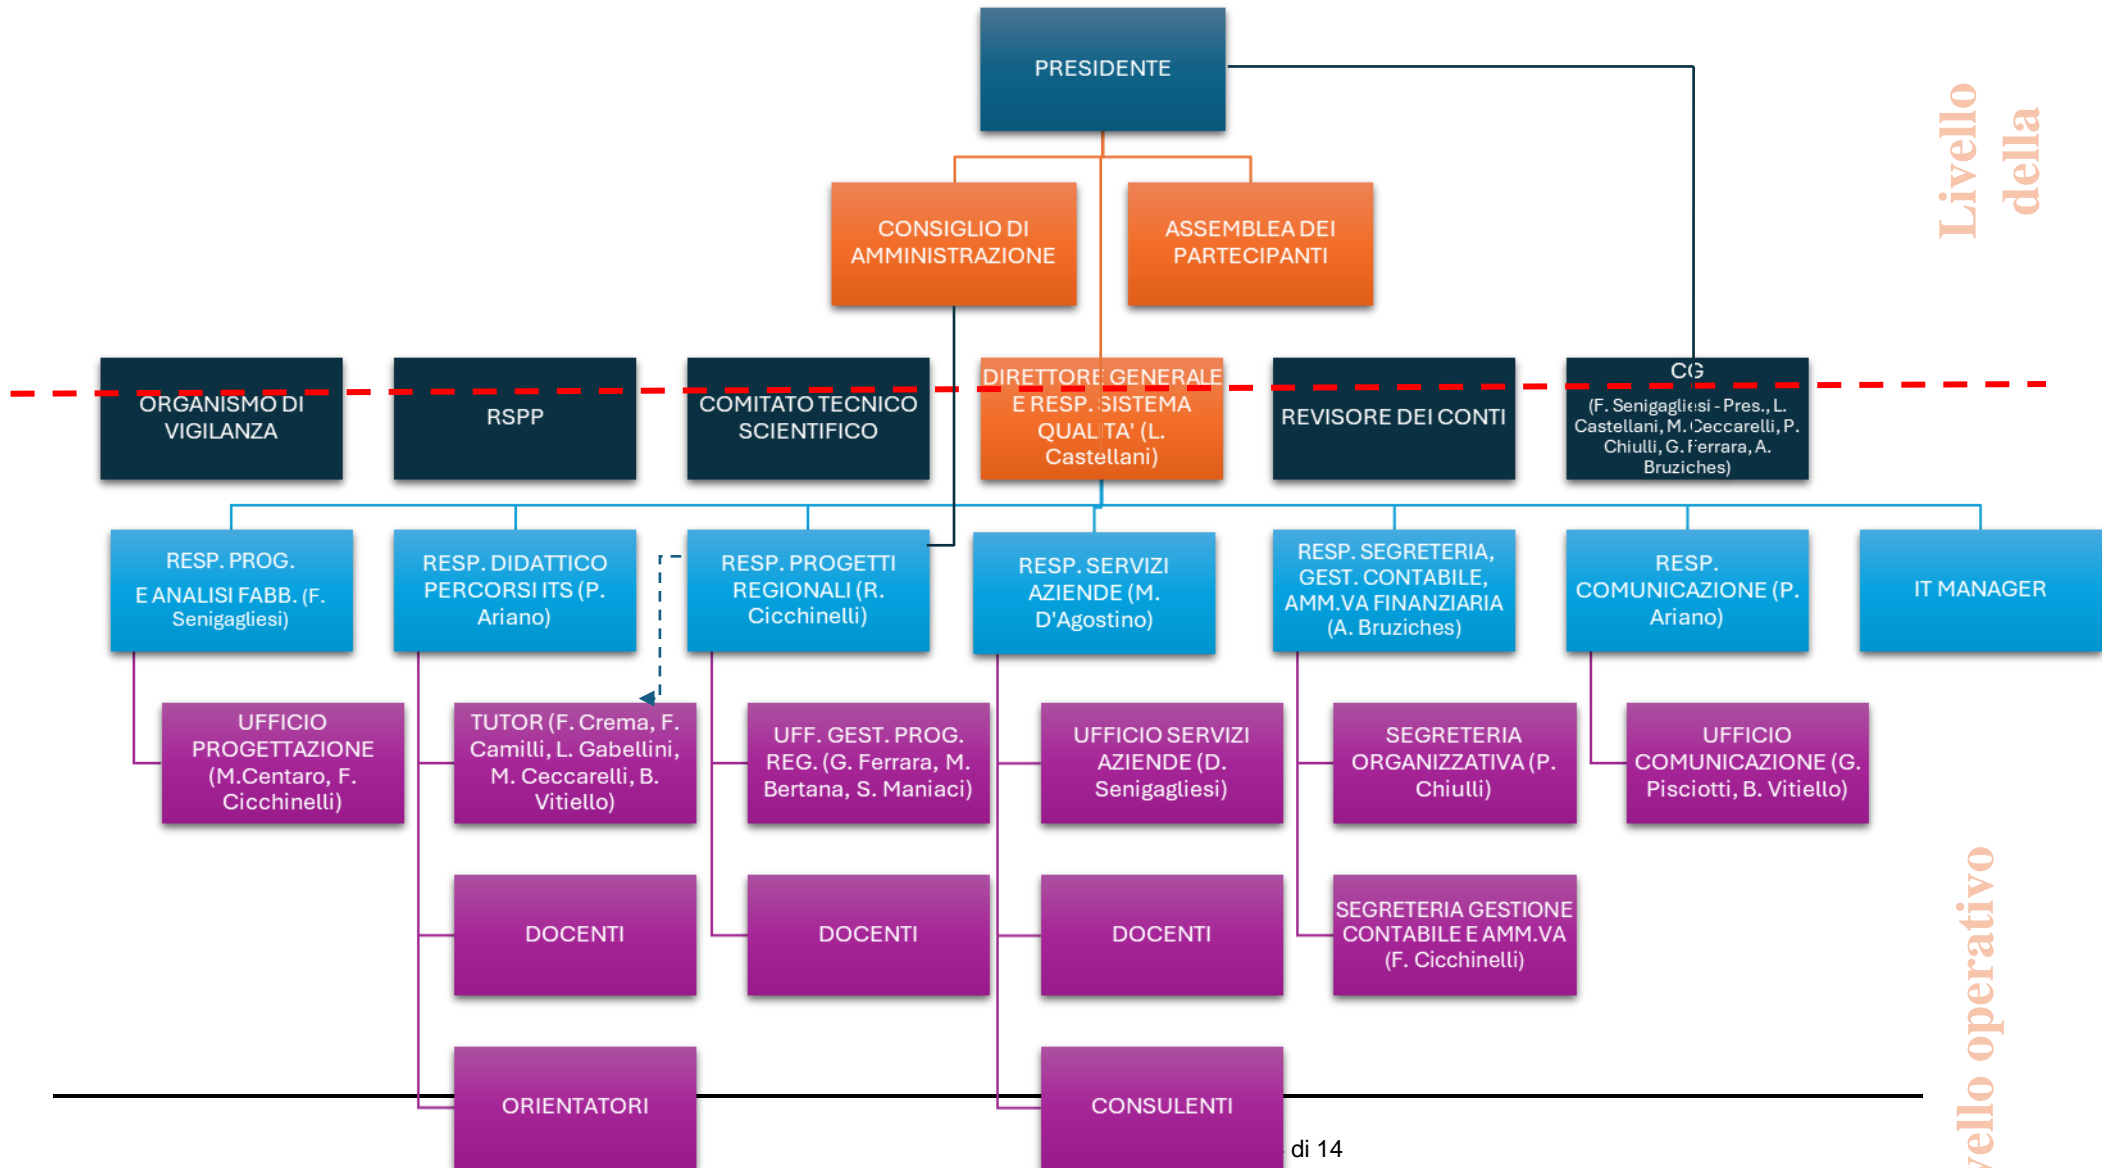 PRESIDENTE
Livello
della
CONSIGLIO DI
AMMINISTRAZIONE
ASSEMBLEA DEI
PARTECIPANTI
ORGANISMO DI
VIGILANZA
RSPP
COMITATO TECNICO
SCIENTIFICO
DIRETTORE GENERALE
E RESP. SISTEMA
QUALITA' (L.
Castellani)
REVISORE DEI CONTI
CG
(F. Senigagliesi - Pres., L.
Castellani, M. Ceccarelli, P.
Chiulli, G. Ferrara, A.
Bruziches)
RESP. PROG.
E ANALISI FABB. (F.
Senigagliesi)
RESP. DIDATTICO
PERCORSI ITS (P.
Ariano)
RESP. PROGETTI
REGIONALI (R.
Cicchinelli)
RESP. SERVIZI
AZIENDE (M.
D'Agostino)
RESP. SEGRETERIA,
GEST. CONTABILE,
AMM.VA FINANZIARIA
(A. Bruziches)
RESP.
COMUNICAZIONE (P.
Ariano)
IT MANAGER
UFFICIO
PROGETTAZIONE
(M.Centaro, F.
Cicchinelli)
TUTOR (F. Crema, F.
Camilli, L. Gabellini,
M. Ceccarelli, B.
Vitiello)
UFF. GEST. PROG.
REG. (G. Ferrara, M.
Bertana, S. Maniaci)
UFFICIO SERVIZI
AZIENDE (D.
Senigagliesi)
SEGRETERIA
ORGANIZZATIVA (P.
Chiulli)
UFFICIO
COMUNICAZIONE (G.
Pisciotti, B. Vitiello)
DOCENTI
DOCENTI
DOCENTI
SEGRETERIA GESTIONE
CONTABILE E AMM.VA
(F. Cicchinelli)
operativo
ORIENTATORI
CONSULENTI
di 14